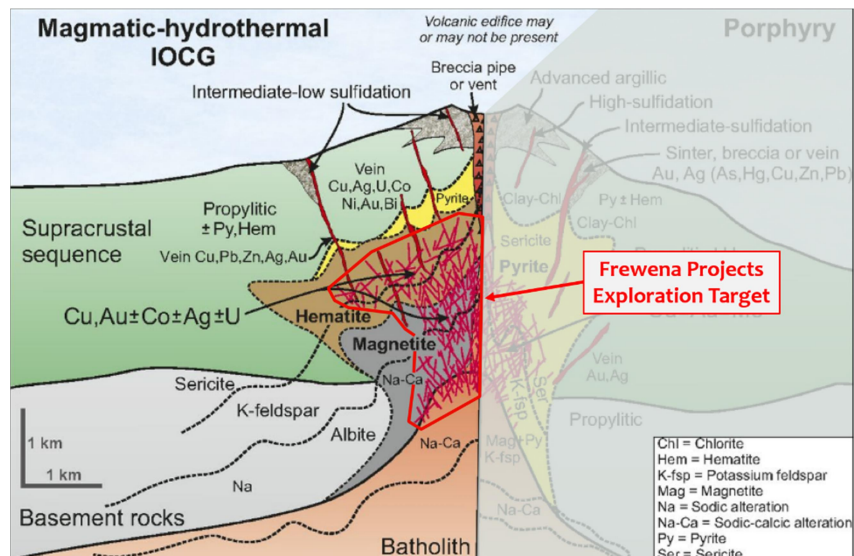 Magmatic-hydrothermal
IOCG
Volcanic edifice may
or may not be present
Porphyry
Breccia pipe
or vent
Intermediate-low sulfidation
Advanced argillic
High-sulfidation
Intermediate-sulfidation
Sinter, breccia or vein
Au, Ag (As,Hg,Cu,Zn,Pb)
Vein
Cu,Ag,U,Co
Ni,Au,Bi
Pyrite
Clay-Chl
Py ± Hem
Clay-Chl
Propylitic
±Py,Hem
Vein Cu,Pb,Zn,Ag,Au
Supracrustal
sequence
Sericite
Pyrite
Frewena Projects
Exploration Target
Cu,Au±Co±Ag±U
Hematite
Magnetite
Na-Ca
Sericite
K-feldspar
Albite
K-fsp
Ser
Vein
Au,Ag
Propylitic
1 km
1 km
Na
Na-Ca
Mag+Py
K-fsp
Na-Ca
Basement rocks
Batholith
Chl = Chlorite
Hem = Hematite
K-fsp = Potassium feldspar
Mag = Magnetite
Na = Sodic alteration
Na-Ca = Sodic-calcic alteration
Py = Pyrite
Ser = Sericite